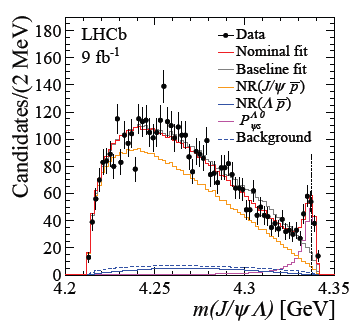 LHCb
9 fb⁻¹
Data
Nominal fit
Baseline fit
NR(J/ψ p̅)
NR(Λ p̅)
P_ψs^Λ0
Background
Candidates/(2 MeV)
180
160
140
120
100
80
60
40
20
0
4.2
4.25
4.3
4.35
m(J/ψ Λ) [GeV]